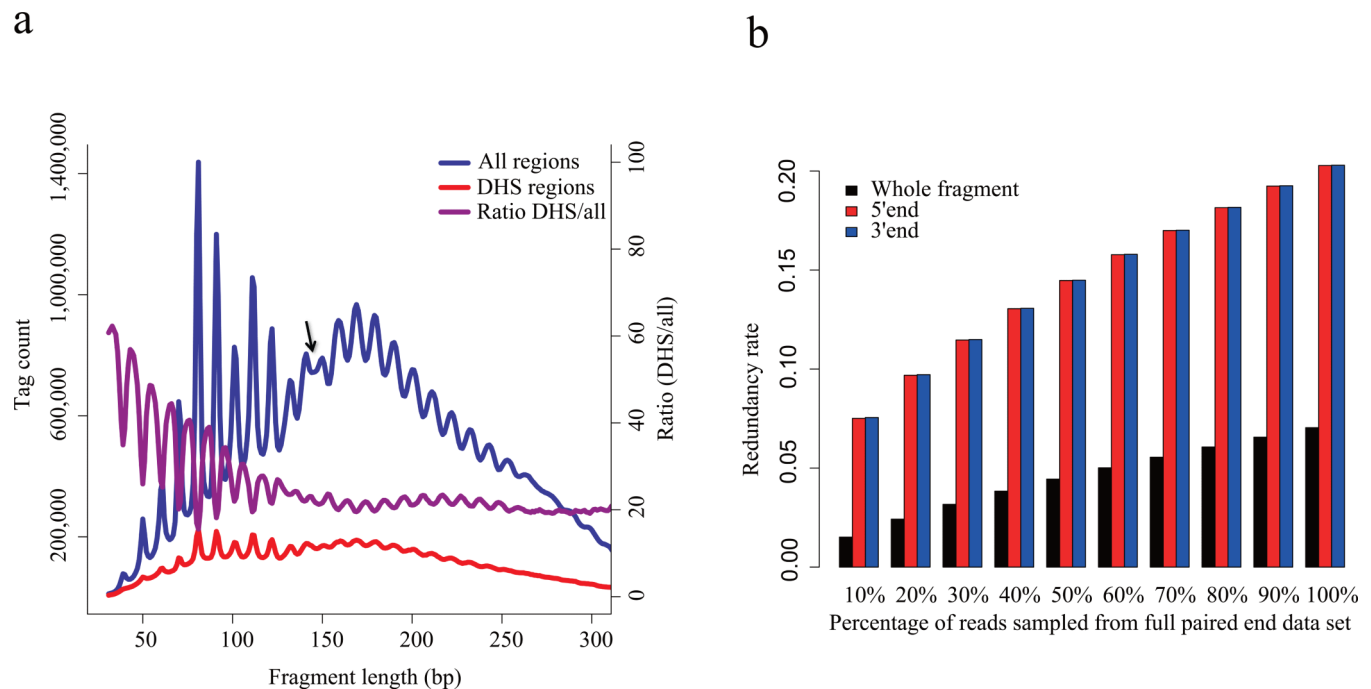 a
Tag count
1,400,000
1,000,000
600,000
200,000
All regions
DHS regions
Ratio DHS/all
100
80
60
40
20
0
Ratio (DHS/all)
50 100 150 200 250 300
Fragment length (bp)
b
Redundancy rate
0.20
0.15
0.10
0.05
0.00
Whole fragment
5'end
3'end
10% 20% 30% 40% 50% 60% 70% 80% 90% 100%
Percentage of reads sampled from full paired end data set